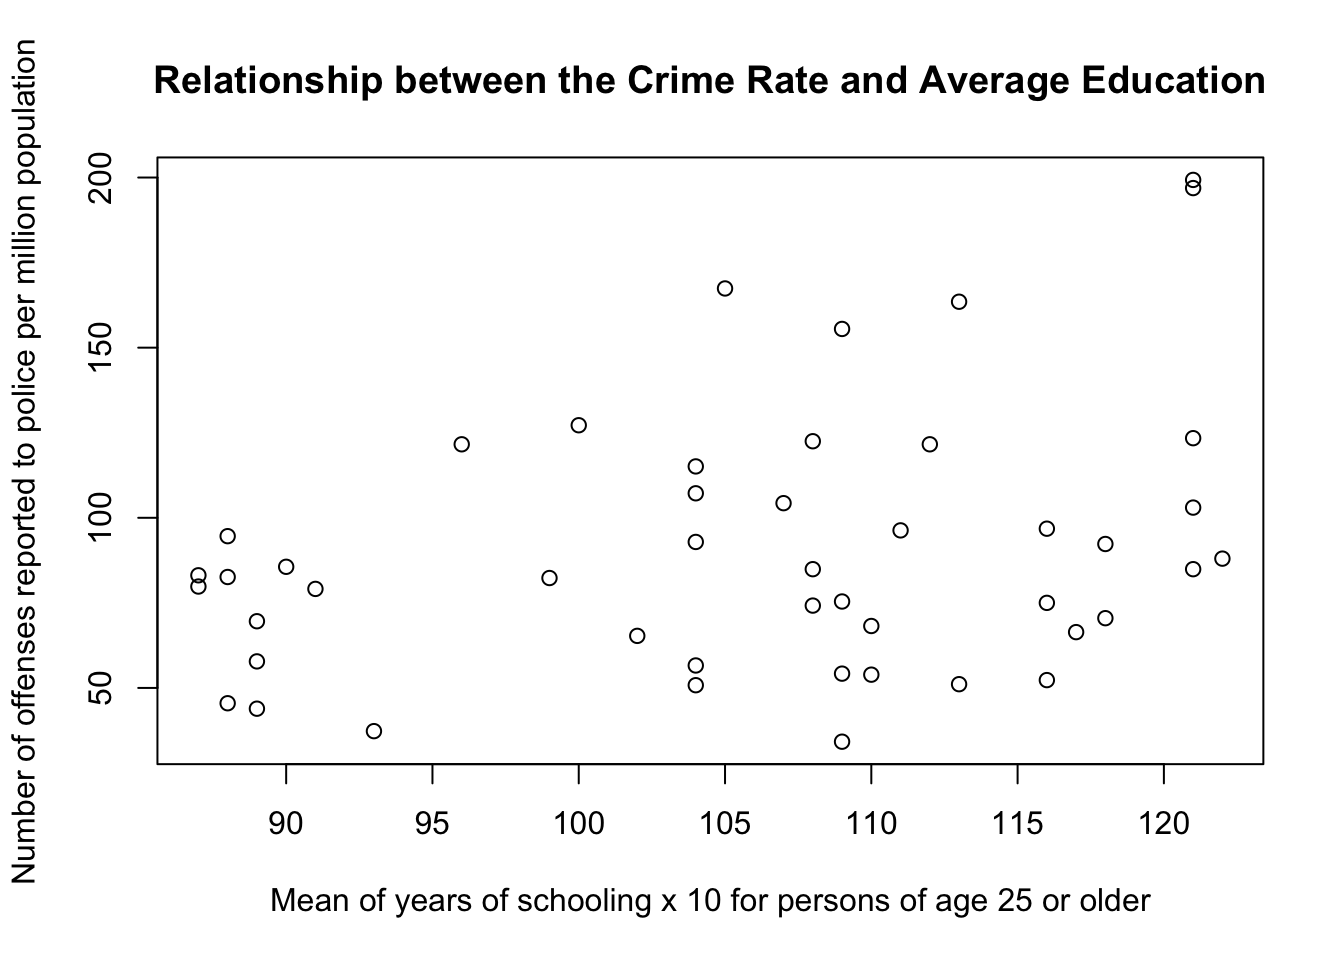 Relationship between the Crime Rate and Average Education
Number of offenses reported to police per million population
200
150
100
50
90 95 100 105 110 115 120
Mean of years of schooling x 10 for persons of age 25 or older